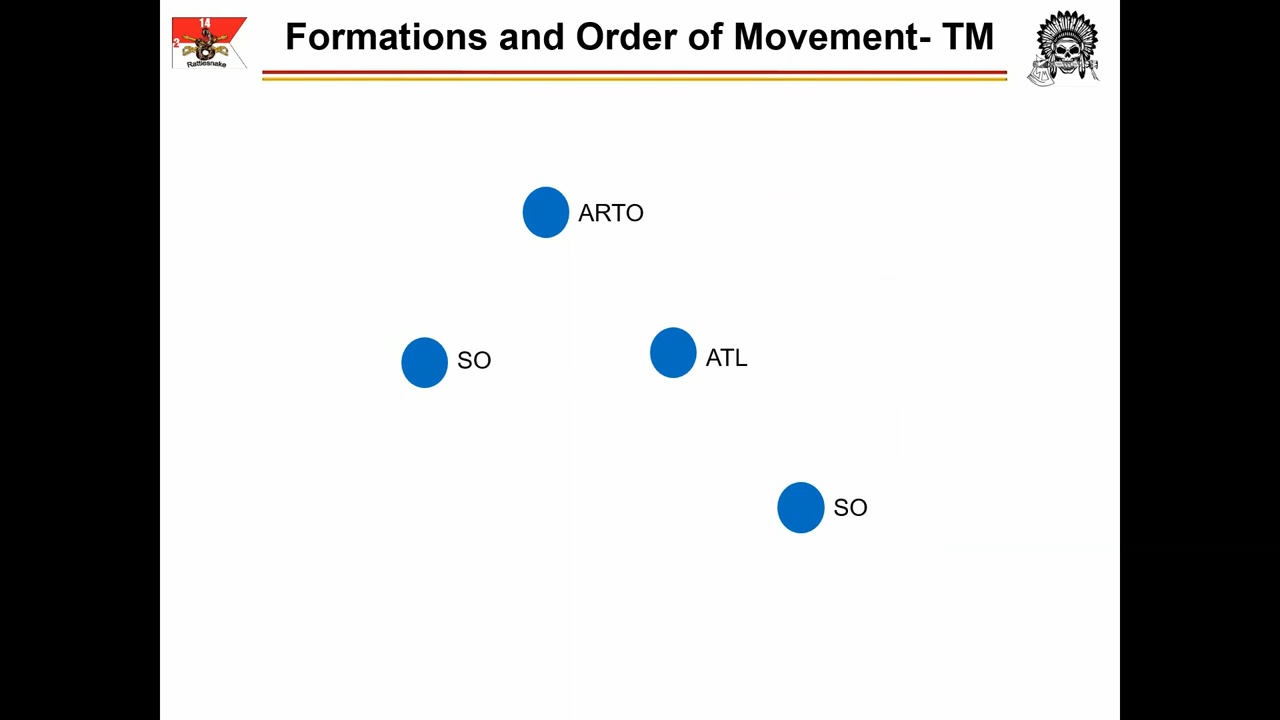 Formations and Order of Movement- TM
14
2
Rattlesnake
ARTO
SO
ATL
SO